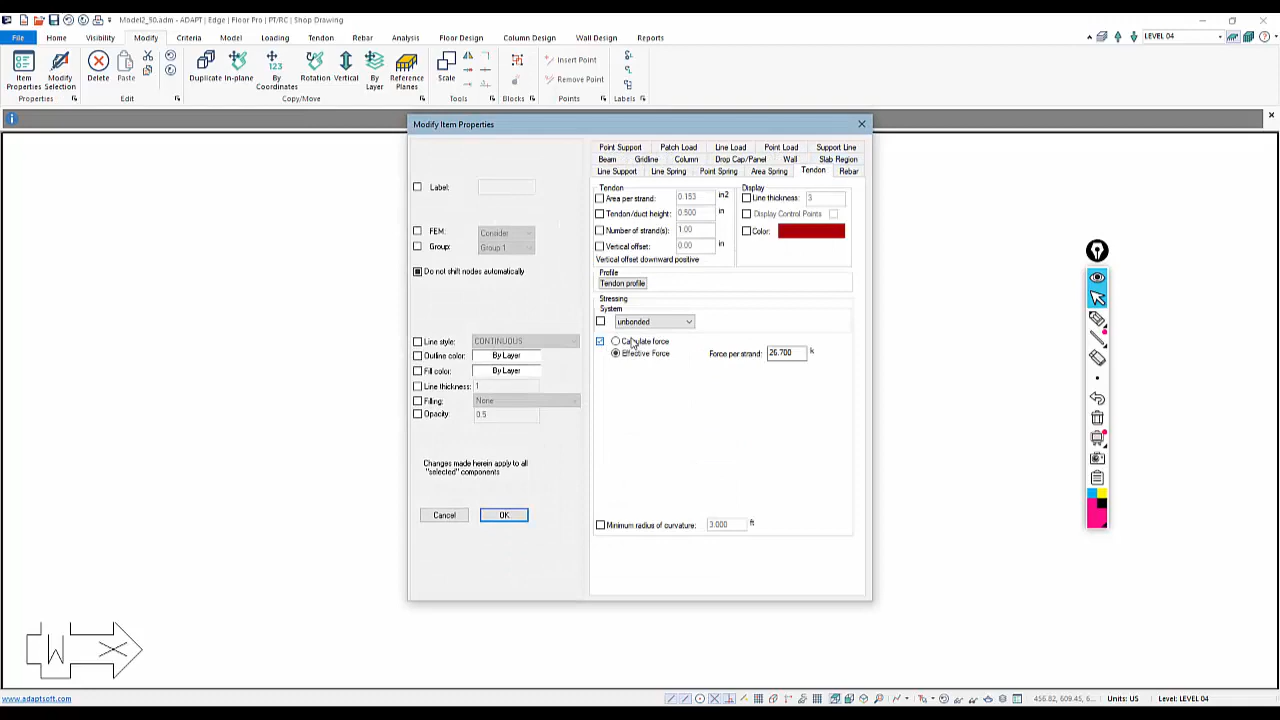 Model2_50.adm - ADAPT | Edge | Floor Pro | PT/RC | Shop Drawing
File Home Visibility Modify Criteria Model Loading Tendon Rebar Analysis Floor Design Column Design Wall Design Reports
LEVEL 04
Item Properties
Modify Selection
Delete
Paste
Duplicate
In-plane
By Coordinates
Rotation
Vertical
By Layer
Reference Planes
Scale
Insert Point
Remove Point
Properties Edit Copy/Move Tools Blocks Points Labels
Modify Item Properties
Label:
FEM: Consider
Group: Group 1
Do not shift nodes automatically
Line style: CONTINUOUS
Outline color: By Layer
Fill color: By Layer
Line thickness: 1
Filling: None
Opacity: 0.5
Changes made herein apply to all
"selected" components
Cancel OK
Point Support Patch Load Line Load Point Load Support Line
Beam Gridline Column Drop Cap/Panel Wall Slab Region
Line Support Line Spring Point Spring Area Spring Tendon Rebar
Tendon
Area per strand: 0.153 in2
Tendon/duct height: 0.500 in
Number of strand(s): 1.00
Vertical offset: 0.00 in
Vertical offset downward positive
Display
Line thickness: 3
Display Control Points
Color:
Profile
Tendon profile
Stressing
System
unbonded
Calculate force
Effective Force Force per strand: 26.700 k
Minimum radius of curvature: 3.000 ft
W X
www.adaptsoft.com
456.82, 609.45, 6... Units: US Level: LEVEL 04